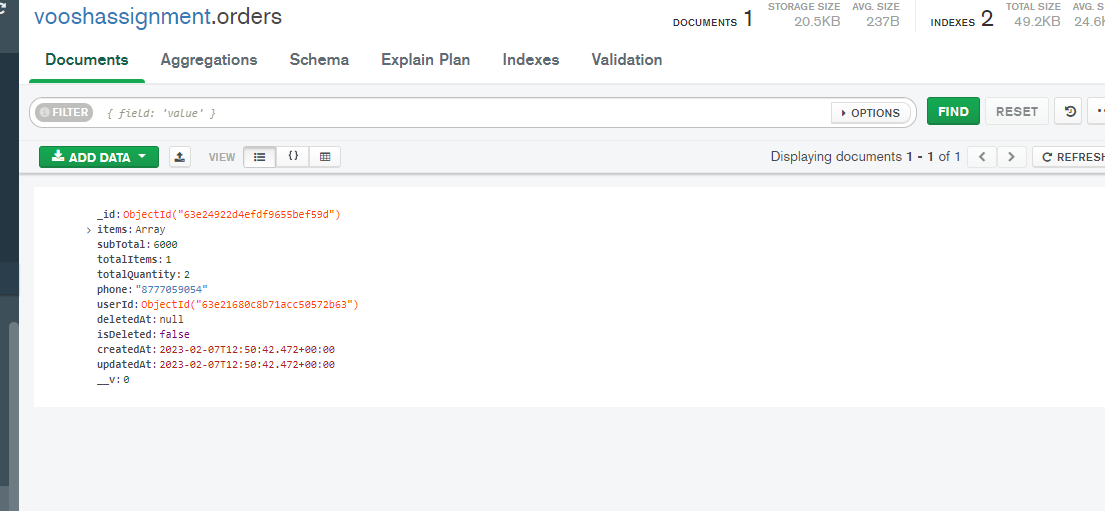 vooshassignment.orders
DOCUMENTS 1
STORAGE SIZE
20.5KB
AVG. SIZE
237B
INDEXES 2
TOTAL SIZE
49.2KB
AVG. S
24.6K
Documents Aggregations Schema Explain Plan Indexes Validation
FILTER { field: 'value' } OPTIONS FIND RESET
ADD DATA VIEW {} Displaying documents 1 - 1 of 1 < > REFRESH
_id: ObjectId("63e24922d4efdf9655bef59d")
> items: Array
subTotal: 6000
totalItems: 1
totalQuantity: 2
phone: "8777059054"
userId: ObjectId("63e21680c8b71acc50572b63")
deletedAt: null
isDeleted: false
createdAt: 2023-02-07T12:50:42.472+00:00
updatedAt: 2023-02-07T12:50:42.472+00:00
__v: 0